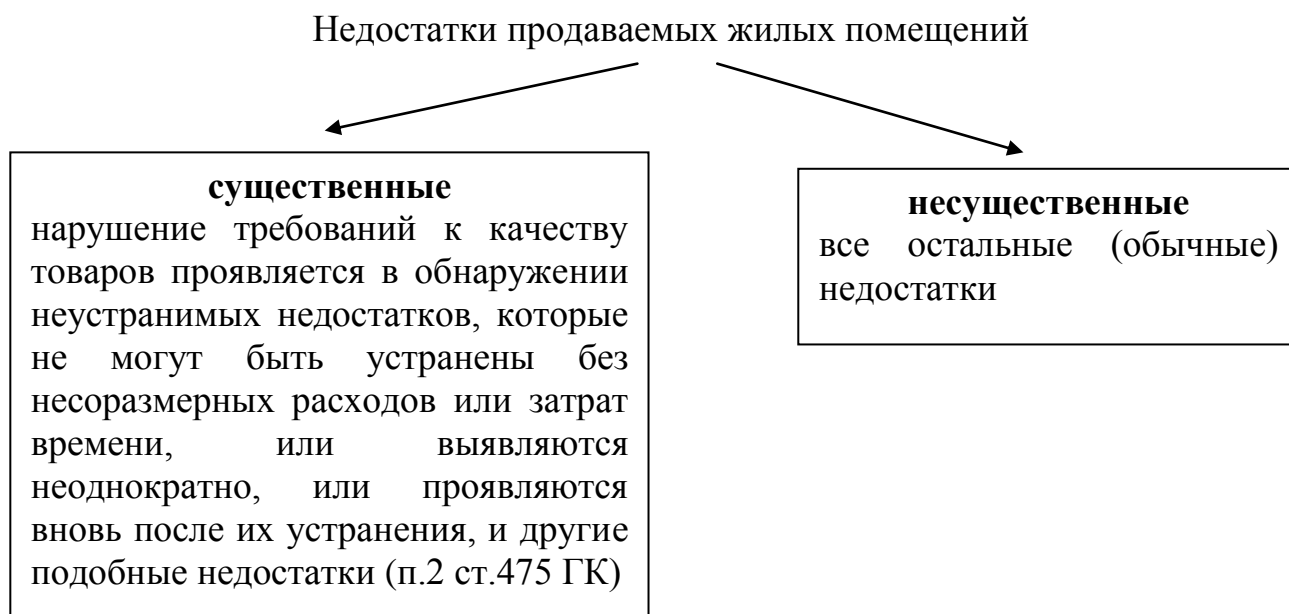 Недостатки продаваемых жилых помещений
существенные
нарушение требований к качеству
товаров проявляется в обнаружении
неустранимых недостатков, которые
не могут быть устранены без
несоразмерных расходов или затрат
времени, или выявляются
неоднократно, или проявляются
вновь после их устранения, и другие
подобные недостатки (п.2 ст.475 ГК)
несущественные
все остальные (обычные)
недостатки